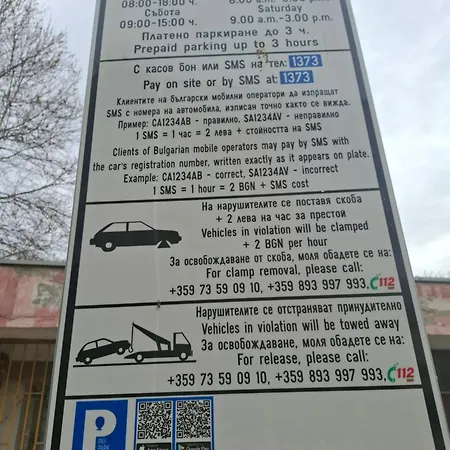 08:00-18:00 ч.
Събота Saturday
09:00-15:00 ч. 9.00 a.m.-3.00 p.m.
Платено паркиране до 3 ч.
Prepaid parking up to 3 hours
С касов бон или SMS на тел: 1373
Pay on site or by SMS at: 1373
Клиентите на български мобилни оператори да изпращат
SMS с номера на автомобила, изписан точно както се вижда.
Пример: СА1234АВ - правилно, SA1234AV - неправилно
1 SMS = 1 час = 2 лева + стойността на SMS
Clients of Bulgarian mobile operators may pay by SMS with
the car's registration number, written exactly as it appears on plate.
Example: CA1234AB - correct, SA1234AV - incorrect
1 SMS = 1 hour = 2 BGN + SMS cost
На нарушителите се поставя скоба
+ 2 лева на час за престой
Vehicles in violation will be clamped
+ 2 BGN per hour
За освобождаване от скоба, моля обадете се на:
For clamp removal, please call:
+359 73 59 09 10, +359 893 997 993, 112
Нарушителите се отстраняват принудително
Vehicles in violation will be towed away
За освобождаване, моля обадете се на:
For release, please call:
+359 73 59 09 10, +359 893 997 993, 112
P
PAY
PARK